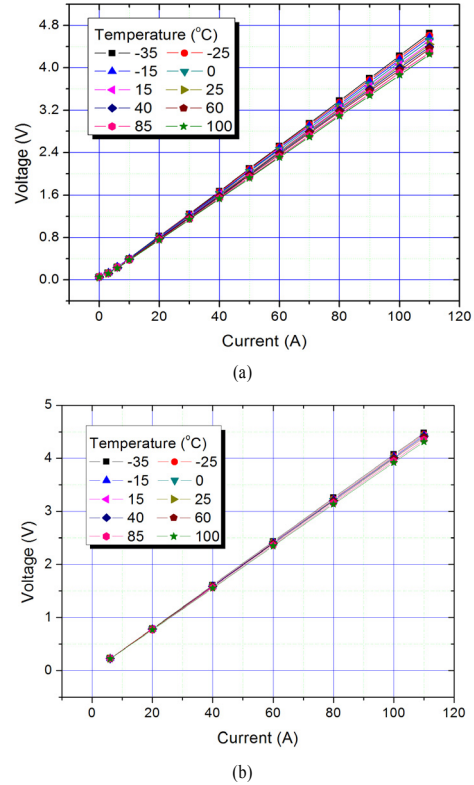 (a)
Temperature (°C)
-35 -25
-15 0
15 25
40 60
85 100
4.8
4.0
3.2
2.4
1.6
0.8
0.0
Voltage (V)
0 20 40 60 80 100 120
Current (A)
(a)
Temperature (°C)
-35 -25
-15 0
15 25
40 60
85 100
5
4
3
2
1
0
Voltage (V)
0 20 40 60 80 100 120
Current (A)
(b)